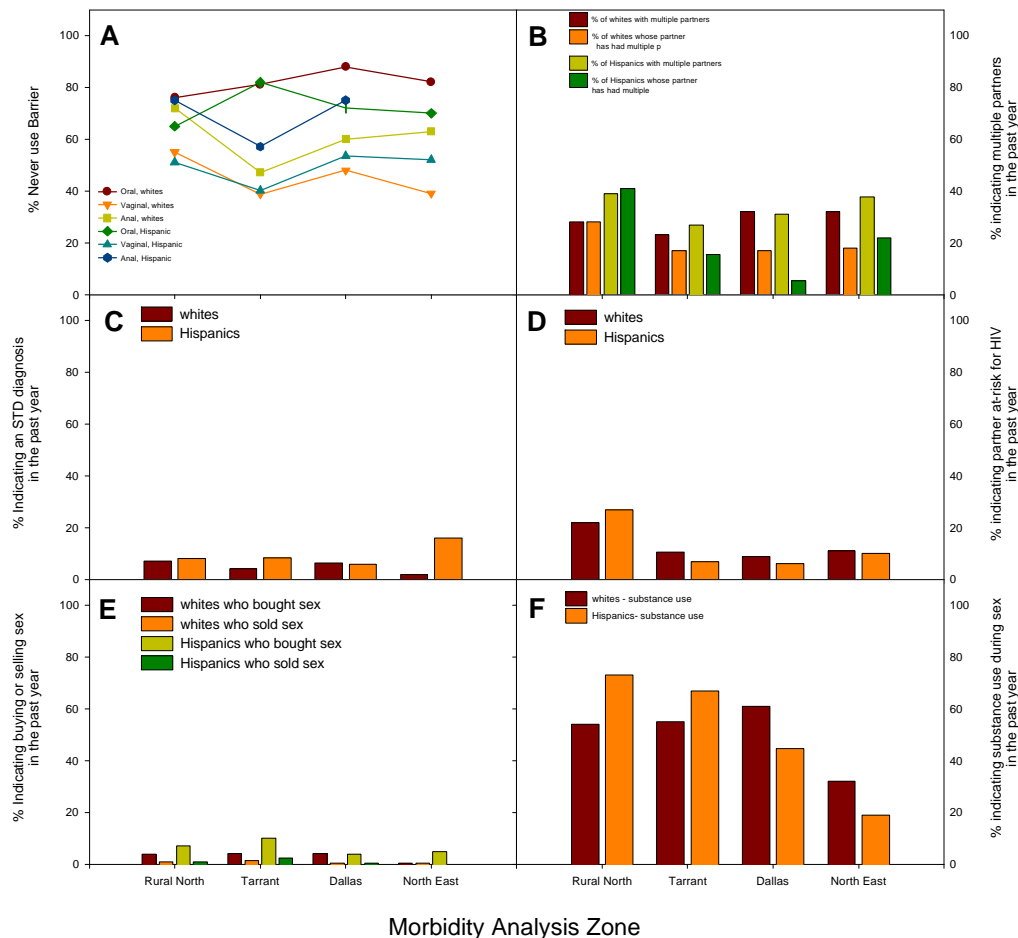 A
% Never use Barrier
100
80
60
40
20
0
Oral, whites
Vaginal, whites
Anal, whites
Oral, Hispanic
Vaginal, Hispanic
Anal, Hispanic
B
% of whites with multiple partners
% of whites whose partner
has had multiple p
% of Hispanics with multiple partners
% of Hispanics whose partner
has had multiple
100
80
60
40
20
0
% indicating multiple partners
in the past year
C
whites
Hispanics
% Indicating an STD diagnosis
in the past year
100
80
60
40
20
0
D
whites
Hispanics
100
80
60
40
20
0
% indicating partner at-risk for HIV
in the past year
E
whites who bought sex
whites who sold sex
Hispanics who bought sex
Hispanics who sold sex
% Indicating buying or selling sex
in the past year
100
80
60
40
20
0
Rural North
Tarrant
Dallas
North East
F
whites - substance use
Hispanics- substance use
100
80
60
40
20
0
% indicating substance use during sex
in the past year
Rural North
Tarrant
Dallas
North East
Morbidity Analysis Zone